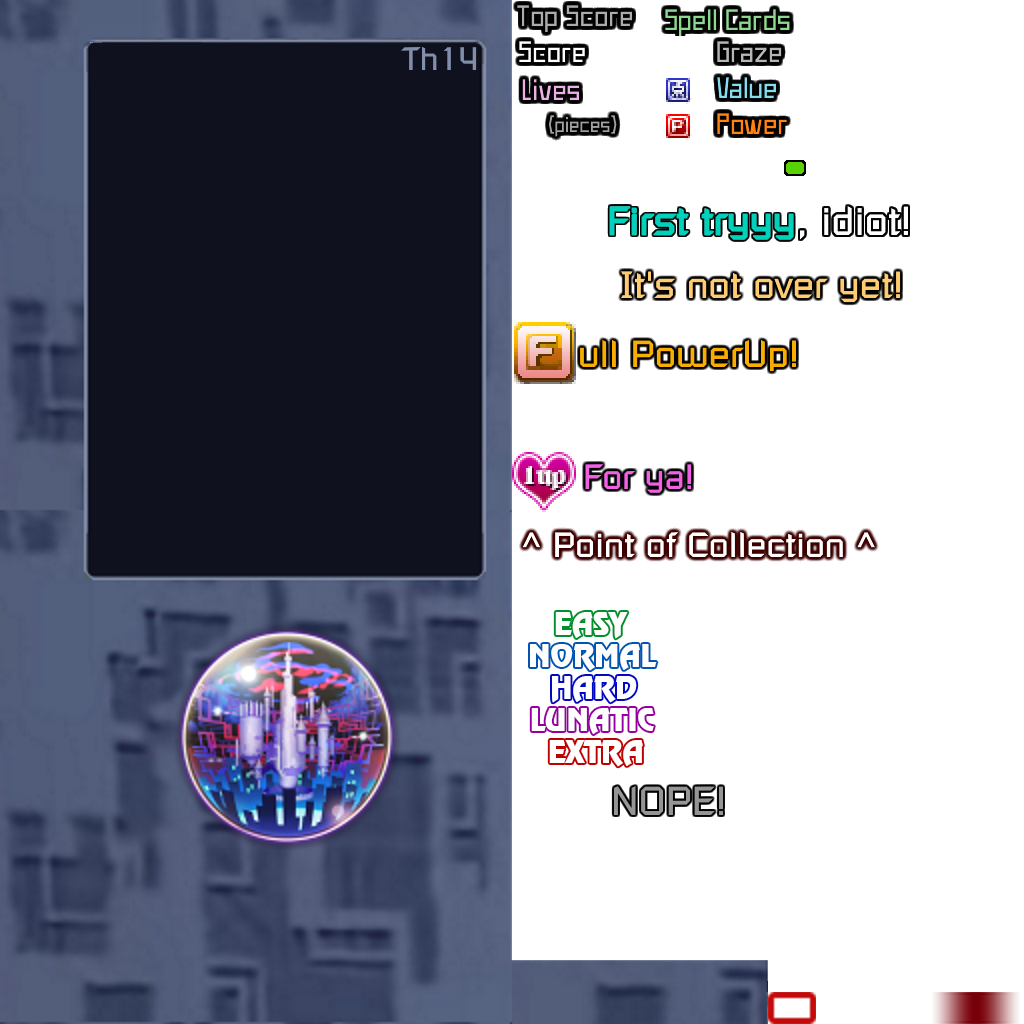 Th14
Top Score
Spell Cards
Score
Graze
Lives
点
Value
(pieces)
P
Power
First tryyy, idiot!
It's not over yet!
Full PowerUp!
1up For ya!
^ Point of Collection ^
EASY
NORMAL
HARD
LUNATIC
EXTRA
NOPE!